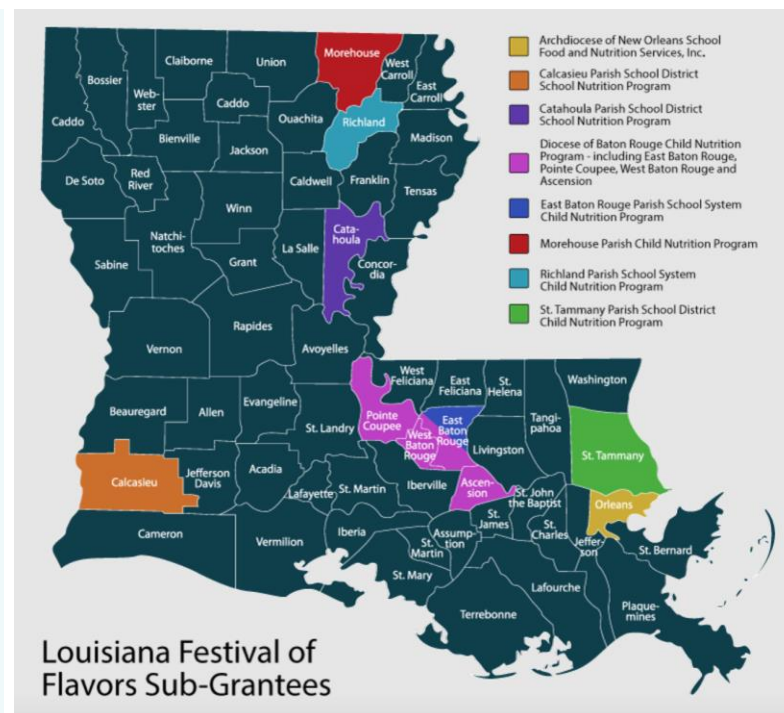 Morehouse
Claiborne
Union
West
Carroll
Bossier
Web-
ster
East
Carroll
Caddo
Caddo
Ouachita
Richland
Madison
Bienville
Jackson
De Soto
Red
River
Caldwell
Franklin
Tensas
Winn
Natchi-
toches
Cata-
houla
La Salle
Grant
Concor-
dia
Sabine
Rapides
Vernon
Avoyelles
West
Feliciana
East
Feliciana
St.
Helena
Washington
Beauregard
Allen
Evangeline
Pointe
Coupee
East
Baton
Rouge
Tangi-
pahoa
St. Landry
West
Baton
Rouge
Livingston
St. Tammany
Calcasieu
Jefferson
Davis
Acadia
Lafayette
St. Martin
Iberville
Ascen-
sion
St. John
the Baptist
Orleans
Cameron
Vermilion
Iberia
St.
Martin
Assump-
tion
St.
James
St.
Charles
Jeffer-
son
St. Bernard
St. Mary
Lafourche
Terrebonne
Plaque-
mines
Archdiocese of New Orleans School
Food and Nutrition Services, Inc.
Calcasieu Parish School District
School Nutrition Program
Catahoula Parish School District
School Nutrition Program
Diocese of Baton Rouge Child Nutrition
Program - including East Baton Rouge,
Pointe Coupee, West Baton Rouge and
Ascension
East Baton Rouge Parish School System
Child Nutrition Program
Morehouse Parish Child Nutrition Program
Richland Parish School System
Child Nutrition Program
St. Tammany Parish School District
Child Nutrition Program
Louisiana Festival of
Flavors Sub-Grantees